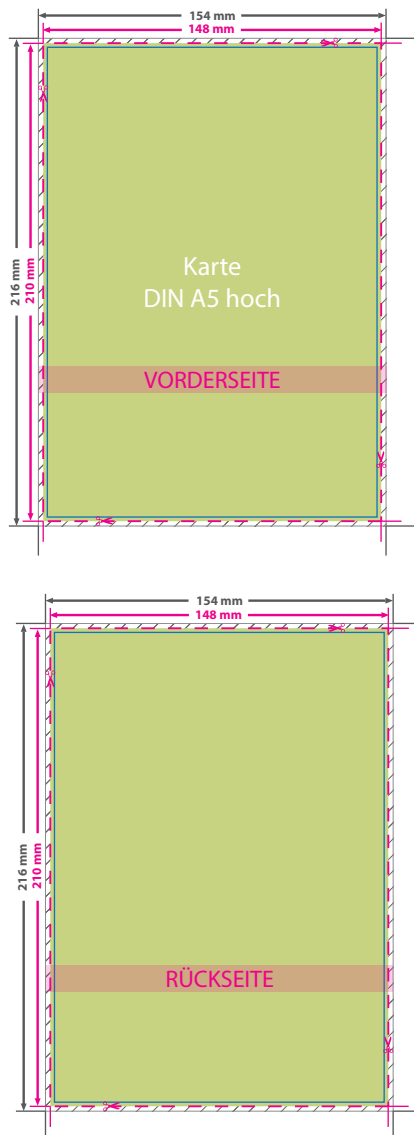 154 mm
148 mm
216 mm
210 mm
Karte
DIN A5 hoch
VORDERSEITE
154 mm
148 mm
216 mm
210 mm
RÜCKSEITE